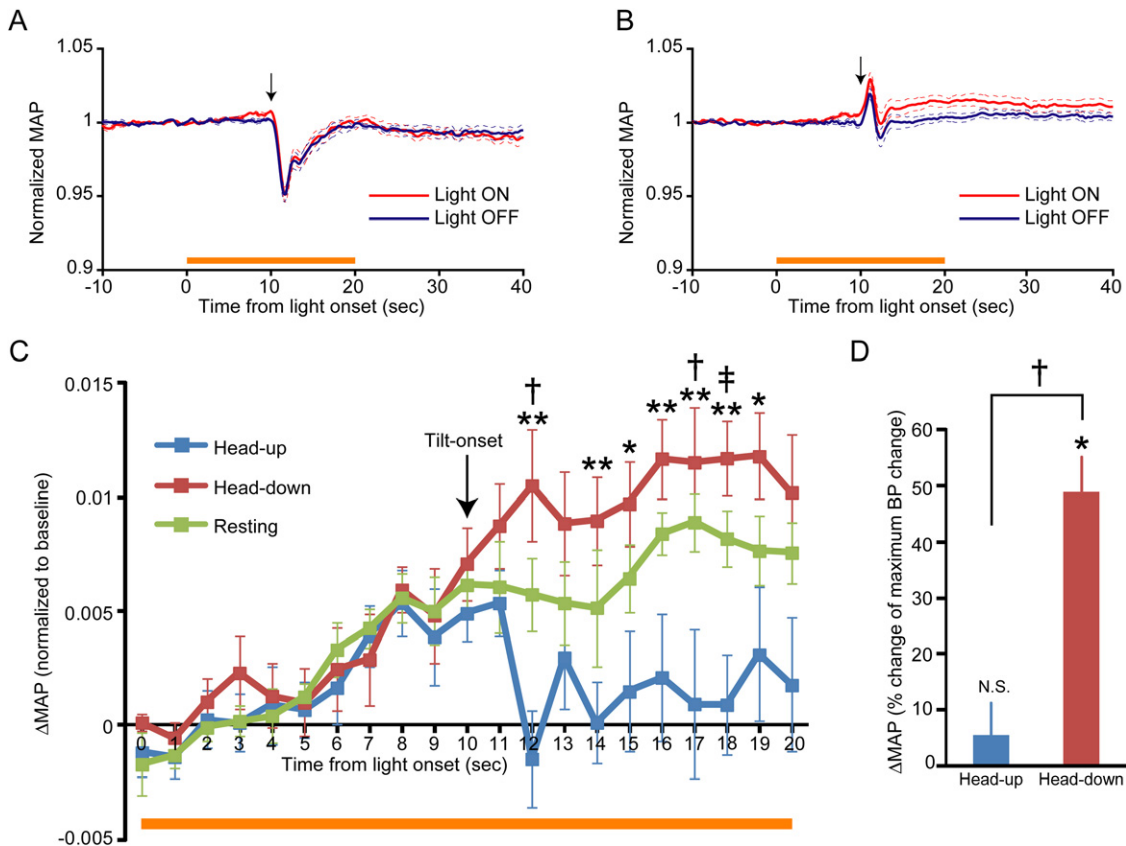 A
1.05
1
0.95
0.9
Normalized MAP
Light ON
Light OFF
-10 0 10 20 30 40
Time from light onset (sec)
B
1.05
1
0.95
0.9
Normalized MAP
Light ON
Light OFF
-10 0 10 20 30 40
Time from light onset (sec)
C
0.015
0.01
0.005
0
-0.005
ΔMAP (normalized to baseline)
Head-up
Head-down
Resting
Tilt-onset
†
**
**
*
**
†
**
‡
**
*
0 1 2 3 4 5 6 7 8 9 10 11 12 13 14 15 16 17 18 19 20
Time from light onset (sec)
D
†
*
N.S.
60
50
40
30
20
10
0
ΔMAP (% change of maximum BP change)
Head-up Head-down